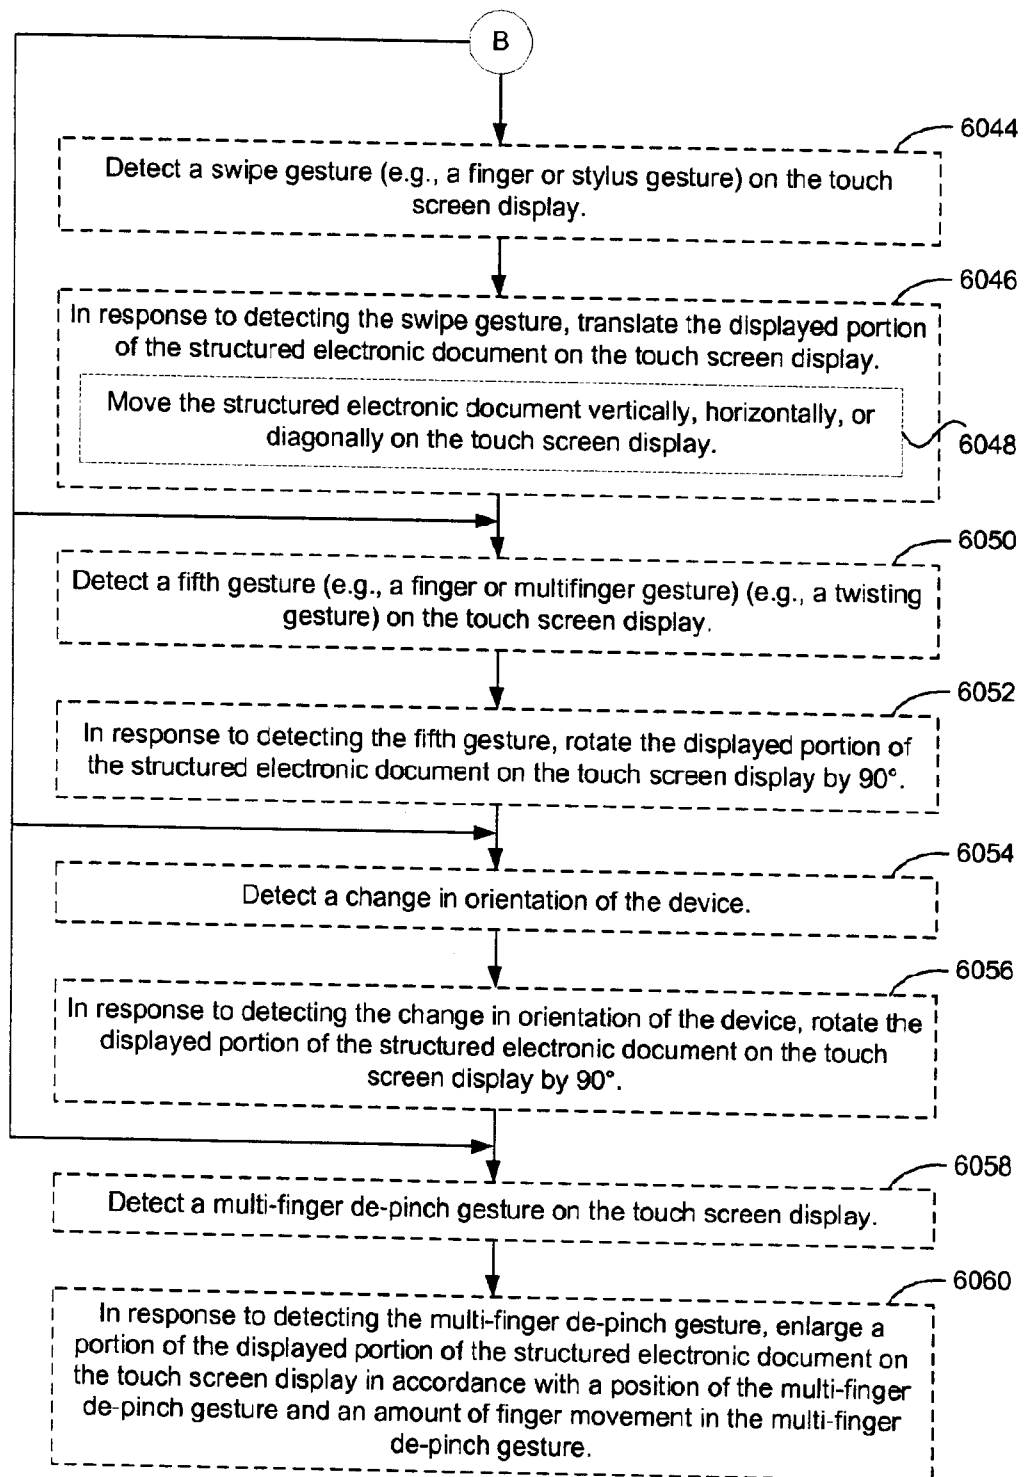 B
6044
Detect a swipe gesture (e.g., a finger or stylus gesture) on the touch
screen display.
6046
In response to detecting the swipe gesture, translate the displayed portion
of the structured electronic document on the touch screen display.
Move the structured electronic document vertically, horizontally, or
diagonally on the touch screen display.
6048
6050
Detect a fifth gesture (e.g., a finger or multifinger gesture) (e.g., a twisting
gesture) on the touch screen display.
6052
In response to detecting the fifth gesture, rotate the displayed portion of
the structured electronic document on the touch screen display by 90°.
6054
Detect a change in orientation of the device.
6056
In response to detecting the change in orientation of the device, rotate the
displayed portion of the structured electronic document on the touch
screen display by 90°.
6058
Detect a multi-finger de-pinch gesture on the touch screen display.
6060
In response to detecting the multi-finger de-pinch gesture, enlarge a
portion of the displayed portion of the structured electronic document on
the touch screen display in accordance with a position of the multi-finger
de-pinch gesture and an amount of finger movement in the multi-finger
de-pinch gesture.